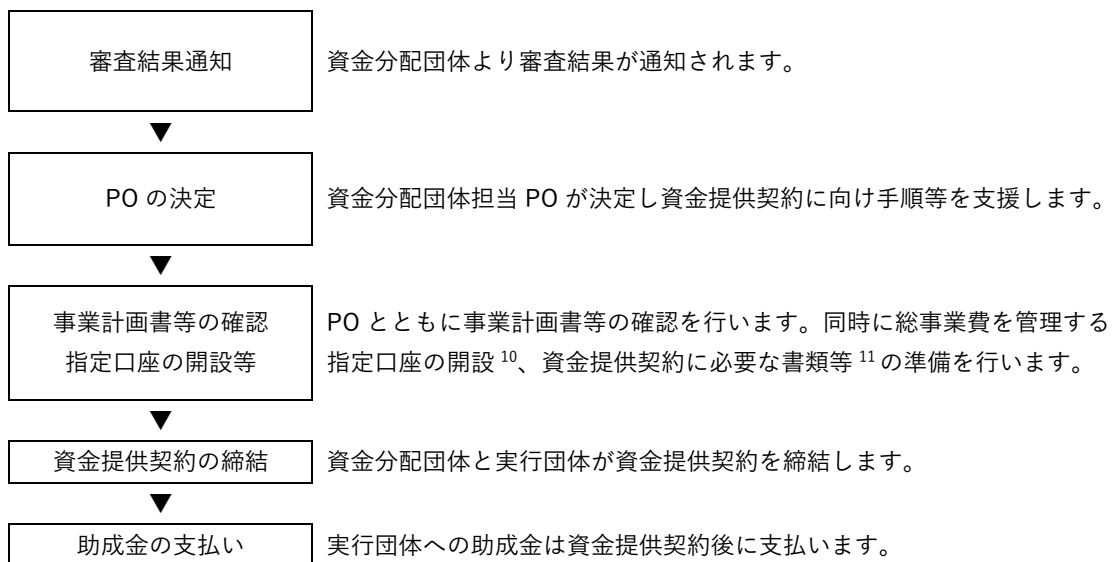 審査結果通知
資金分配団体より審査結果が通知されます。
▼
PO の決定
資金分配団体担当 PO が決定し資金提供契約に向け手順等を支援します。
▼
事業計画書等の確認
指定口座の開設等
PO とともに事業計画書等の確認を行います。同時に総事業費を管理する
指定口座の開設 10、資金提供契約に必要な書類等 11 の準備を行います。
▼
資金提供契約の締結
資金分配団体と実行団体が資金提供契約を締結します。
▼
助成金の支払い
実行団体への助成金は資金提供契約後に支払います。